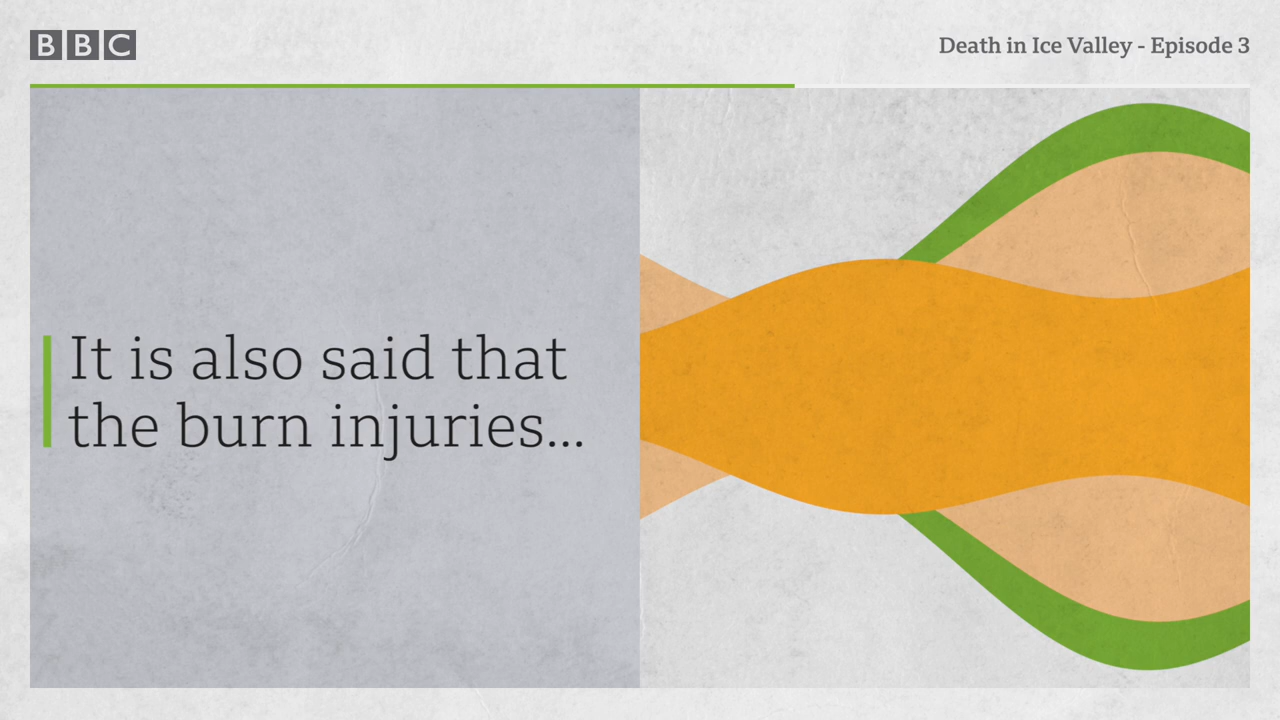 BBC
Death in Ice Valley - Episode 3
It is also said that
the burn injuries...